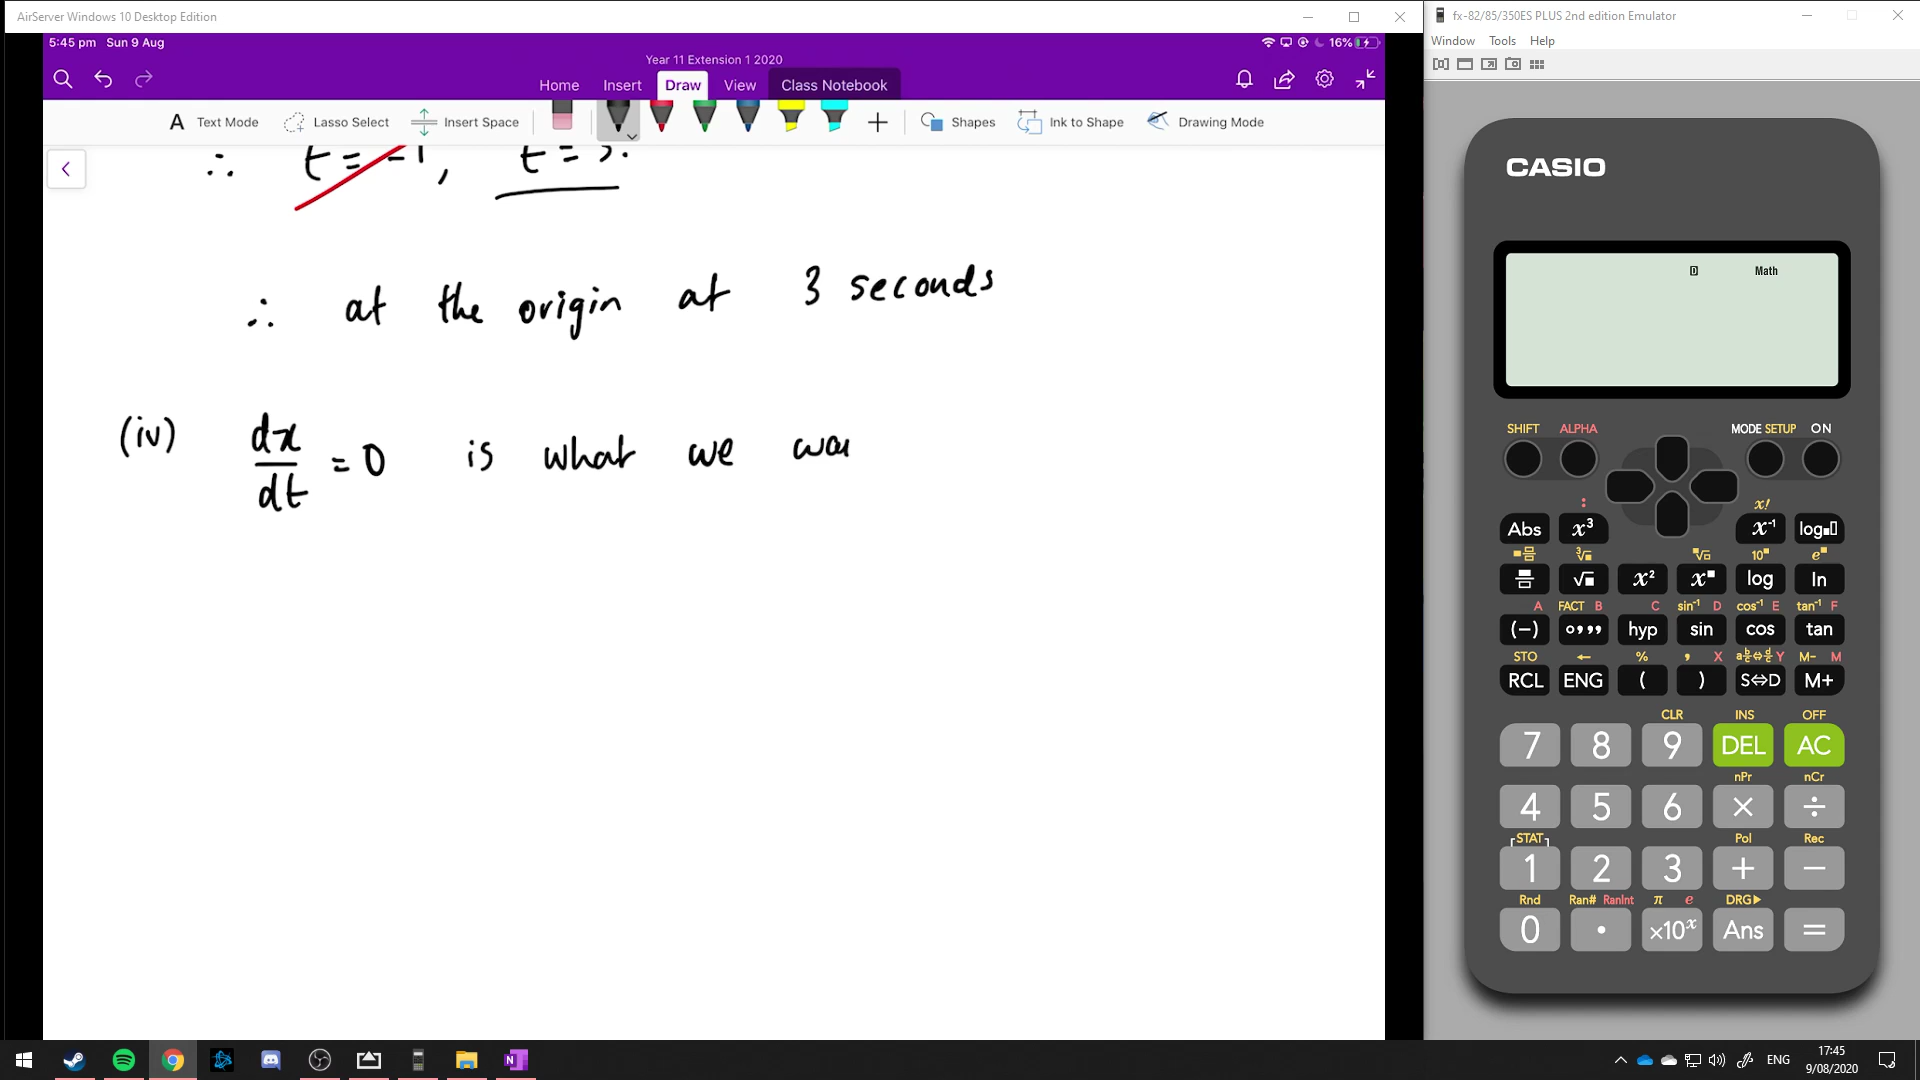 AirServer Windows 10 Desktop Edition
5:45 pm Sun 9 Aug
16%
Year 11 Extension 1 2020
Home Insert Draw View Class Notebook
A Text Mode Lasso Select Insert Space Shapes Ink to Shape Drawing Mode
∴ t = -1, t = 3.
∴ at the origin at 3 seconds
(iv) dx/dt = 0 is what we wan
fx-82/85/350ES PLUS 2nd edition Emulator
Window Tools Help
CASIO
D Math
SHIFT ALPHA MODE SETUP ON
: x!
Abs x³ x⁻¹ log▪▯
³√▪ ▪√▫ 10▪ e▪
√▪ x² x▪ log ln
A FACT B C sin⁻¹ D cos⁻¹ E tan⁻¹ F
(−) °,,, hyp sin cos tan
STO ← % , X a b/c⇔d/c Y M− M
RCL ENG ( ) S⇔D M+
CLR INS OFF
7 8 9 DEL AC
nPr nCr
4 5 6 × ÷
STAT Pol Rec
1 2 3 + −
Rnd Ran# RanInt π e DRG▶
0 . ×10ˣ Ans =
ENG
17:45
9/08/2020